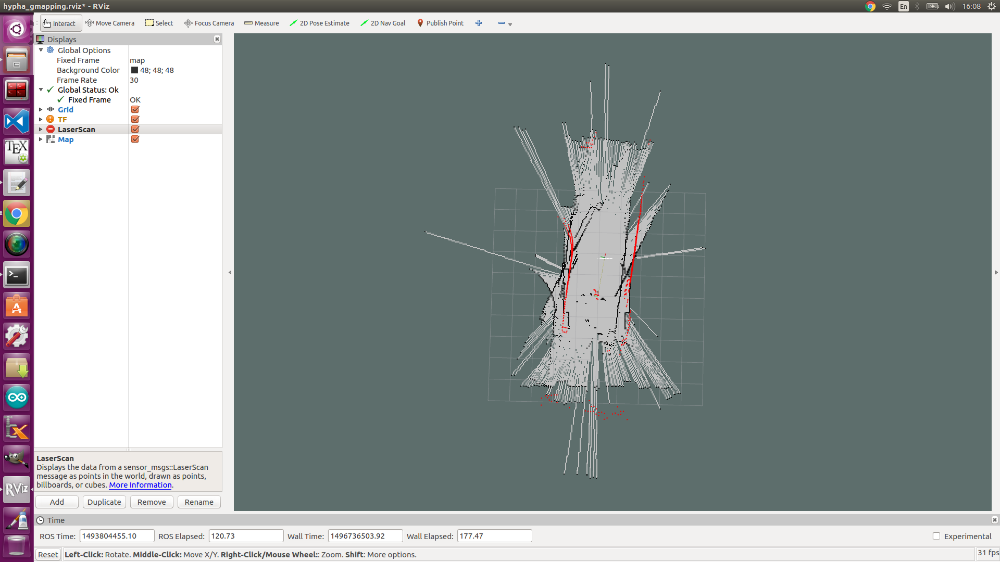 hypha_gmapping.rviz* - RViz
En
16:08
Interact
Move Camera
Select
Focus Camera
Measure
2D Pose Estimate
2D Nav Goal
Publish Point
Displays
Global Options
Fixed Frame map
Background Color 48; 48; 48
Frame Rate 30
Global Status: Ok
Fixed Frame OK
Grid
TF
LaserScan
Map
TEX
RViz
LaserScan
Displays the data from a sensor_msgs::LaserScan
message as points in the world, drawn as points,
billboards, or cubes. More Information.
Add Duplicate Remove Rename
Time
ROS Time: 1493804455.10 ROS Elapsed: 120.73 Wall Time: 1496736503.92 Wall Elapsed: 177.47 Experimental
Reset Left-Click: Rotate. Middle-Click: Move X/Y. Right-Click/Mouse Wheel:: Zoom. Shift: More options. 31 fps